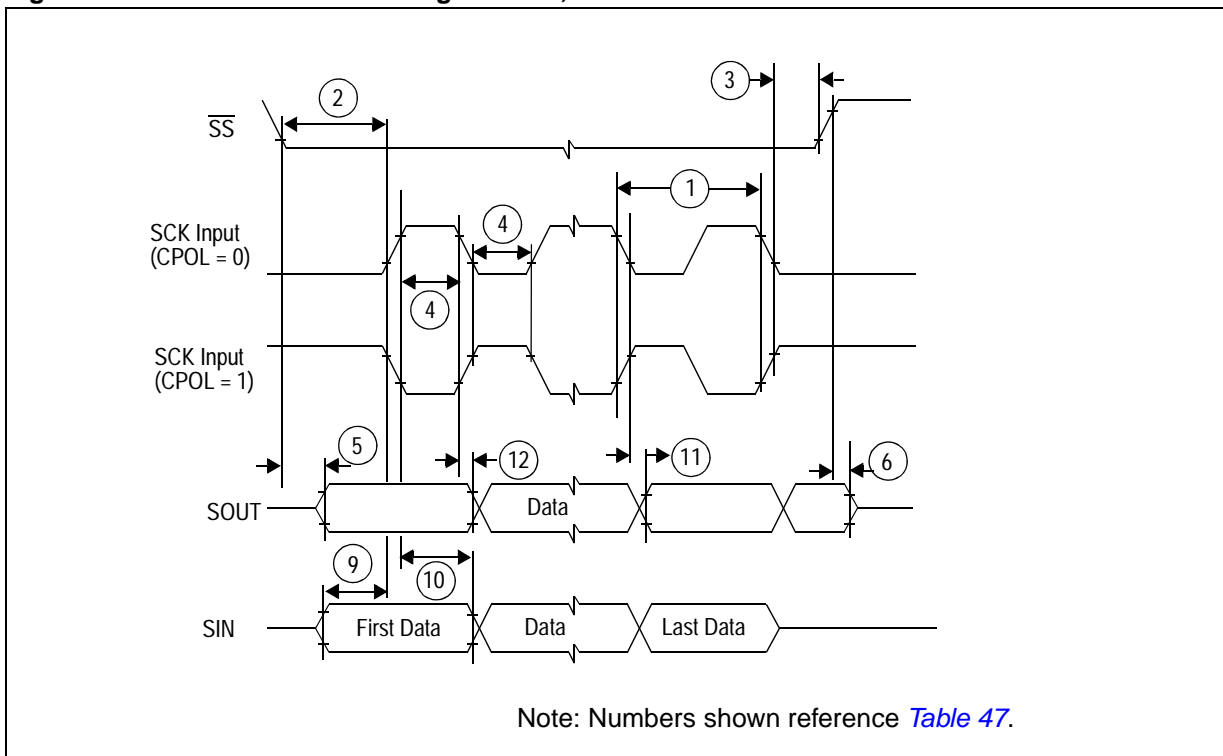 3
2
SS
1
4
SCK Input
(CPOL = 0)
4
SCK Input
(CPOL = 1)
5
12
11
6
SOUT
Data
9
10
SIN
First Data
Data
Last Data
Note: Numbers shown reference Table 47.